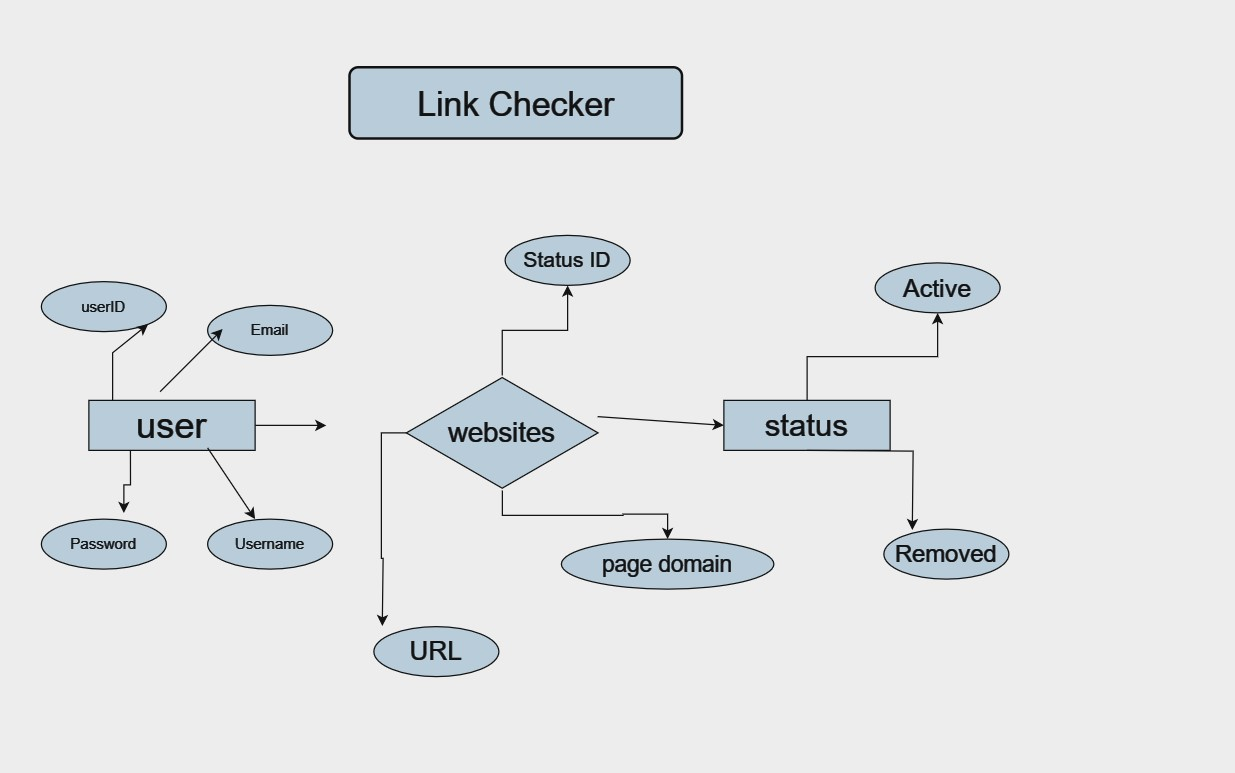 Link Checker
Status ID
Active
userID
Email
user
websites
status
Password
Username
page domain
Removed
URL